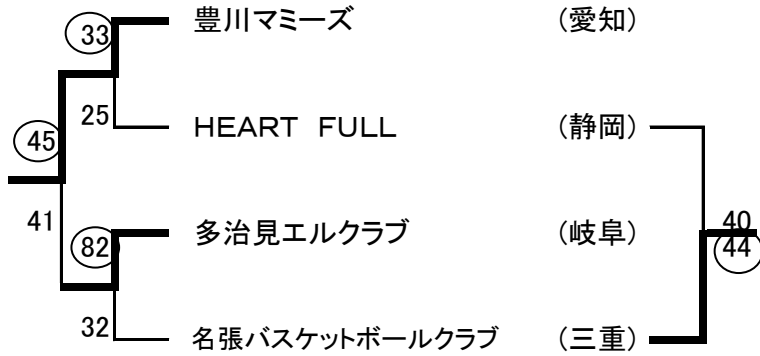 33 豊川マミーズ (愛知)
25 HEART FULL (静岡)
45
41
40
82 多治見エルクラブ (岐阜)
44
32 名張バスケットボールクラブ (三重)